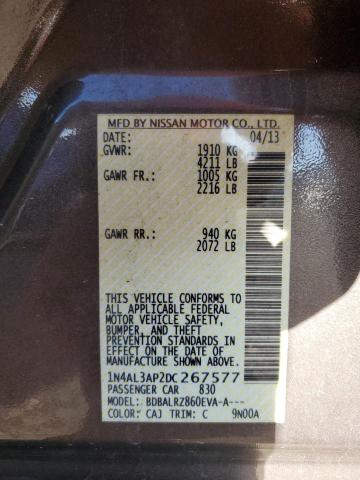 MFD BY NISSAN MOTOR CO., LTD.
DATE: 04/13
GVWR: 1910 KG
4211 LB
GAWR FR.: 1005 KG
2216 LB
GAWR RR.: 940 KG
2072 LB
THIS VEHICLE CONFORMS TO
ALL APPLICABLE FEDERAL
MOTOR VEHICLE SAFETY,
BUMPER, AND THEFT
PREVENTION STANDARDS IN
EFFECT ON THE DATE OF
MANUFACTURE SHOWN ABOVE.
1N4AL3AP2DC267577
PASSENGER CAR 830
MODEL: BDBALRZ860EVA-A---
COLOR: CAJ TRIM: C 9N00A